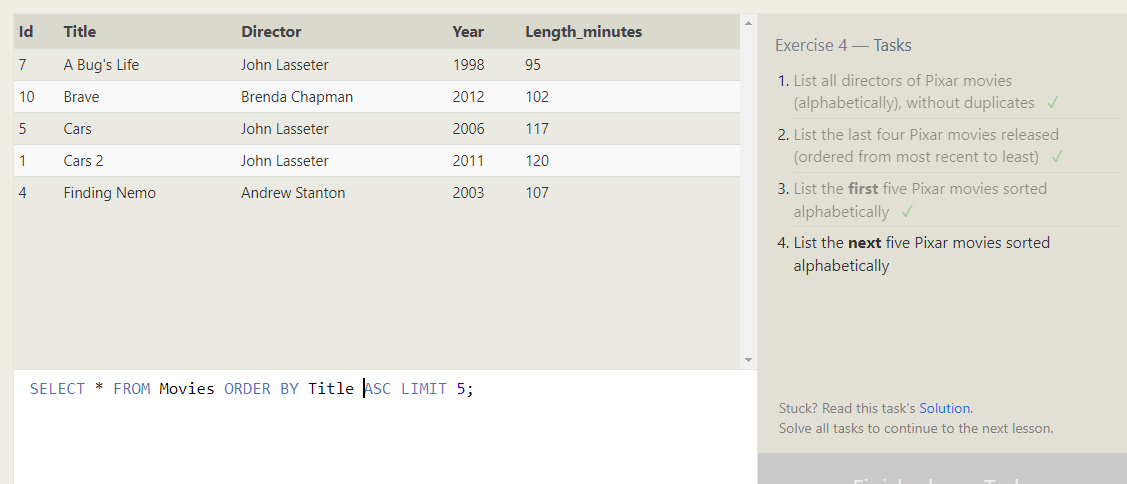 Id Title Director Year Length_minutes
7 A Bug's Life John Lasseter 1998 95
10 Brave Brenda Chapman 2012 102
5 Cars John Lasseter 2006 117
1 Cars 2 John Lasseter 2011 120
4 Finding Nemo Andrew Stanton 2003 107
SELECT * FROM Movies ORDER BY Title ASC LIMIT 5;
Exercise 4 — Tasks
1. List all directors of Pixar movies
(alphabetically), without duplicates ✓
2. List the last four Pixar movies released
(ordered from most recent to least) ✓
3. List the first five Pixar movies sorted
alphabetically ✓
4. List the next five Pixar movies sorted
alphabetically
Stuck? Read this task's Solution.
Solve all tasks to continue to the next lesson.